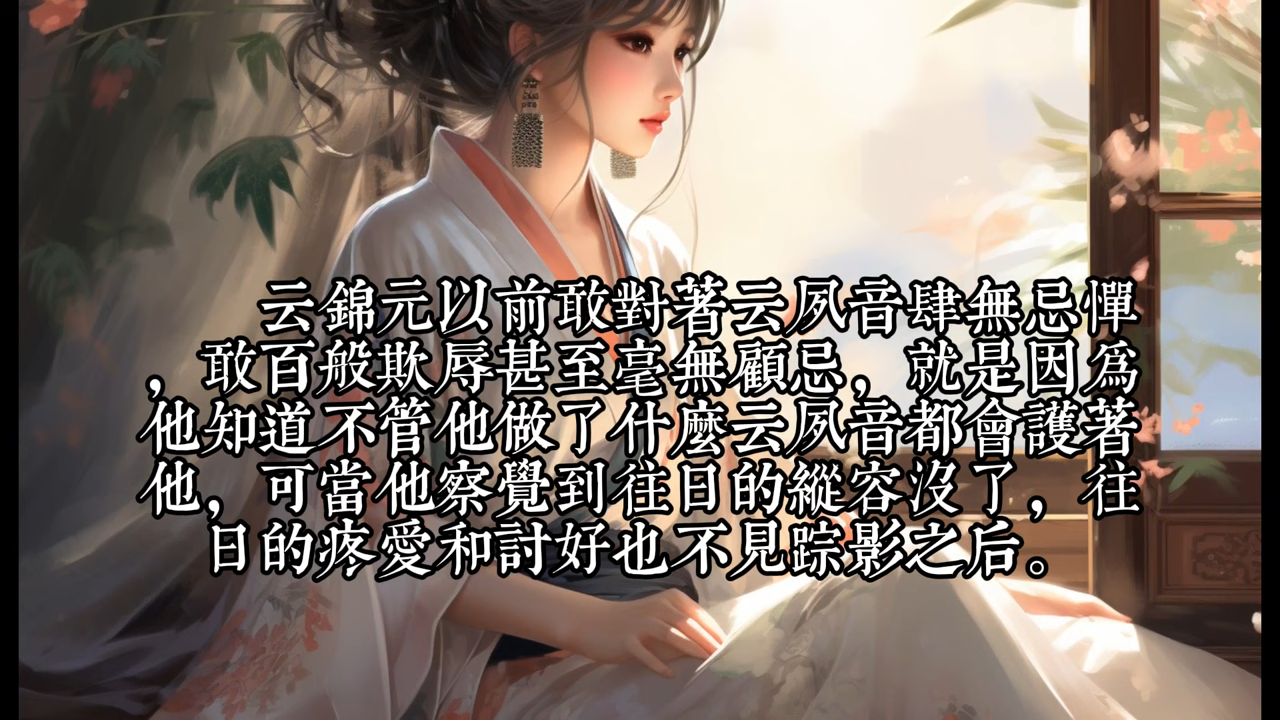 云錦元以前敢對著云夙音肆無忌憚
，敢百般欺辱甚至毫無顧忌，就是因爲
他知道不管他做了什麼云夙音都會護著
他，可當他察覺到往日的縱容沒了，往
日的疼愛和討好也不見踪影之后。